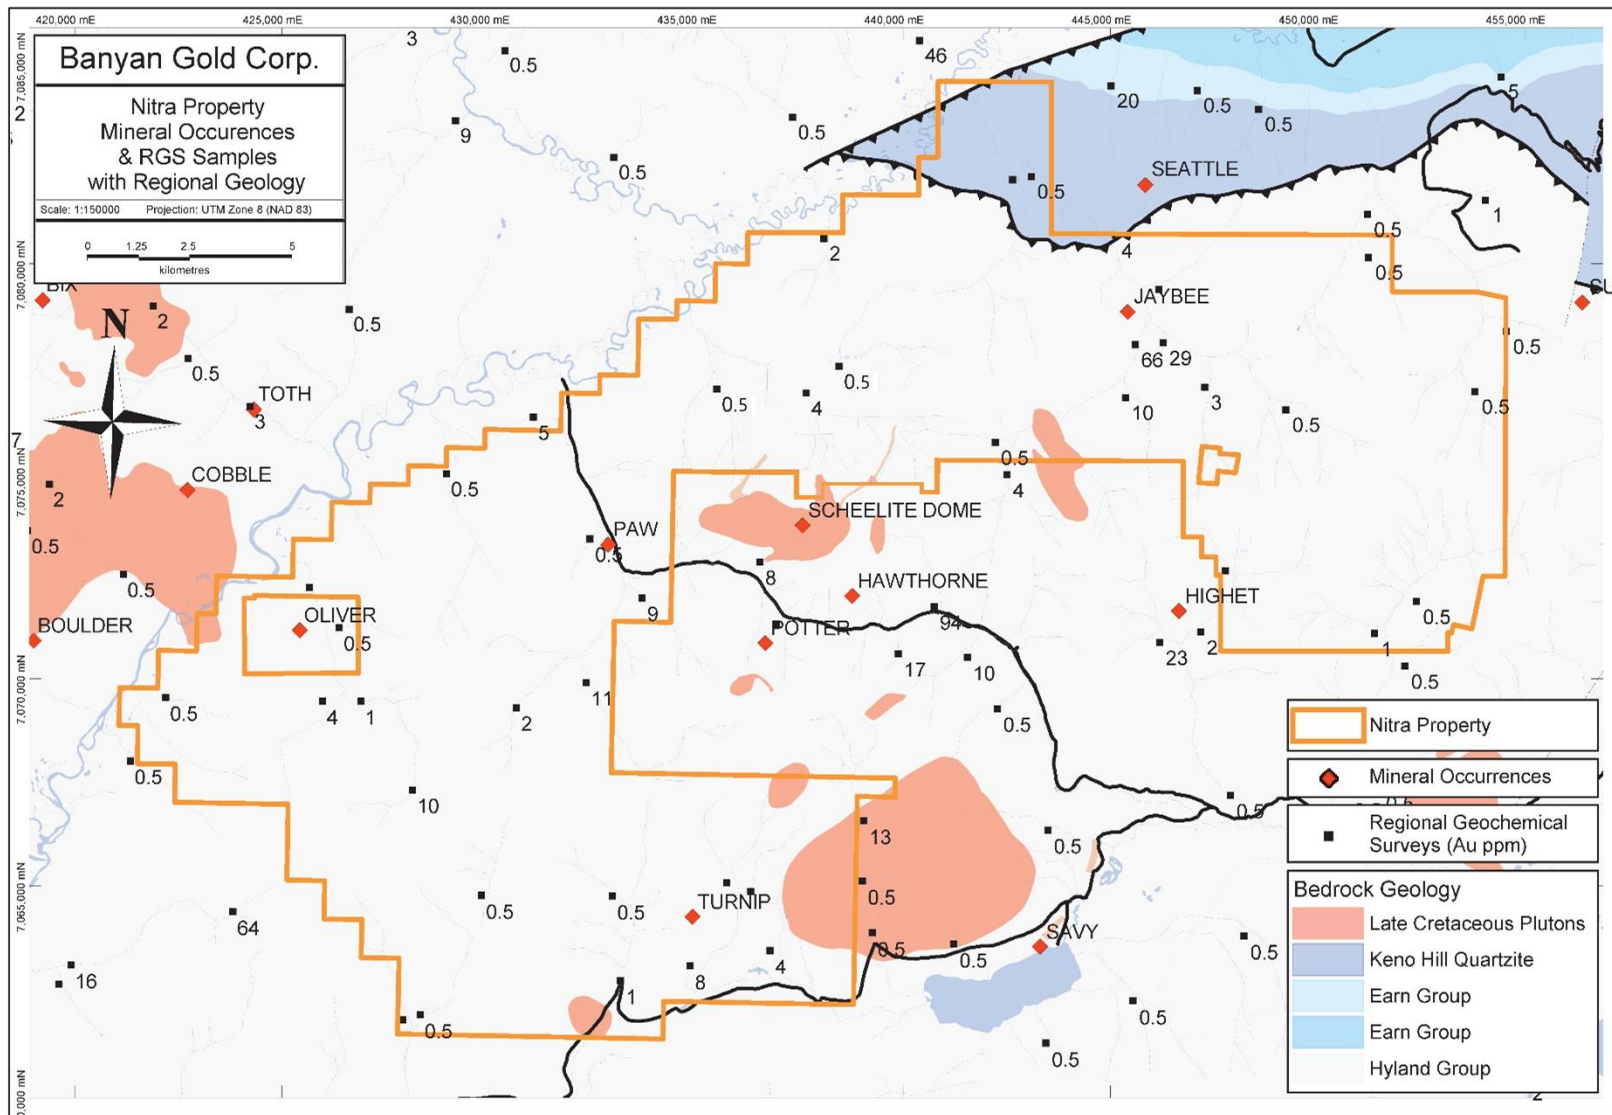 420,000 mE
425,000 mE
430,000 mE
435,000 mE
440,000 mE
445,000 mE
450,000 mE
455,000 mE
7,085,000 mN
Banyan Gold Corp.
Nitra Property
Mineral Occurences
& RGS Samples
with Regional Geology
Scale: 1:150000 Projection: UTM Zone 8 (NAD 83)
0 1.25 2.5 5
kilometres
3
0.5
46
2
9
0.5
0.5
20
0.5
0.5
5
SEATTLE
0.5
1
0.5
2
4
0.5
7,080,000 mN
BIX
2
0.5
JAYBEE
SU
N
0.5
66
29
0.5
0.5
TOTH
3
0.5
4
10
3
0.5
0.5
5
7
0.5
0.5
4
7,075,000 mN
2
COBBLE
SCHEELITE DOME
PAW
0.5
0.5
0.5
8
HAWTHORNE
9
94
HIGHET
0.5
BOULDER
OLIVER
0.5
POTTER
17
10
23
2
1
0.5
7,070,000 mN
0.5
4
1
11
2
0.5
0.5
10
13
0.5
0.5
0.5
7,065,000 mN
64
0.5
0.5
TURNIP
0.5
0.5
SAVY
0.5
0.5
16
8
4
1
0.5
0.5
0.5
Nitra Property
Mineral Occurrences
Regional Geochemical
Surveys (Au ppm)
Bedrock Geology
Late Cretaceous Plutons
Keno Hill Quartzite
Earn Group
Earn Group
Hyland Group
2